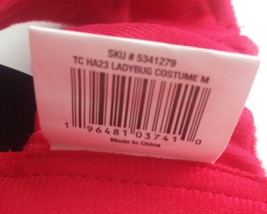 SKU # 5341279
TC HA23 LADYBUG COSTUME M
1 96481 03741 0
Made in China